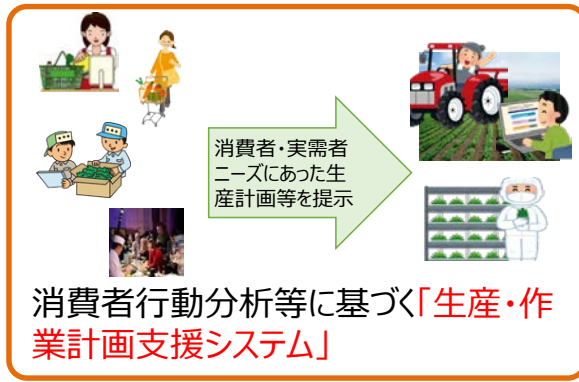 消費者・実需者
ニーズにあった生
産計画等を提示
消費者行動分析等に基づく「生産・作
業計画支援システム」